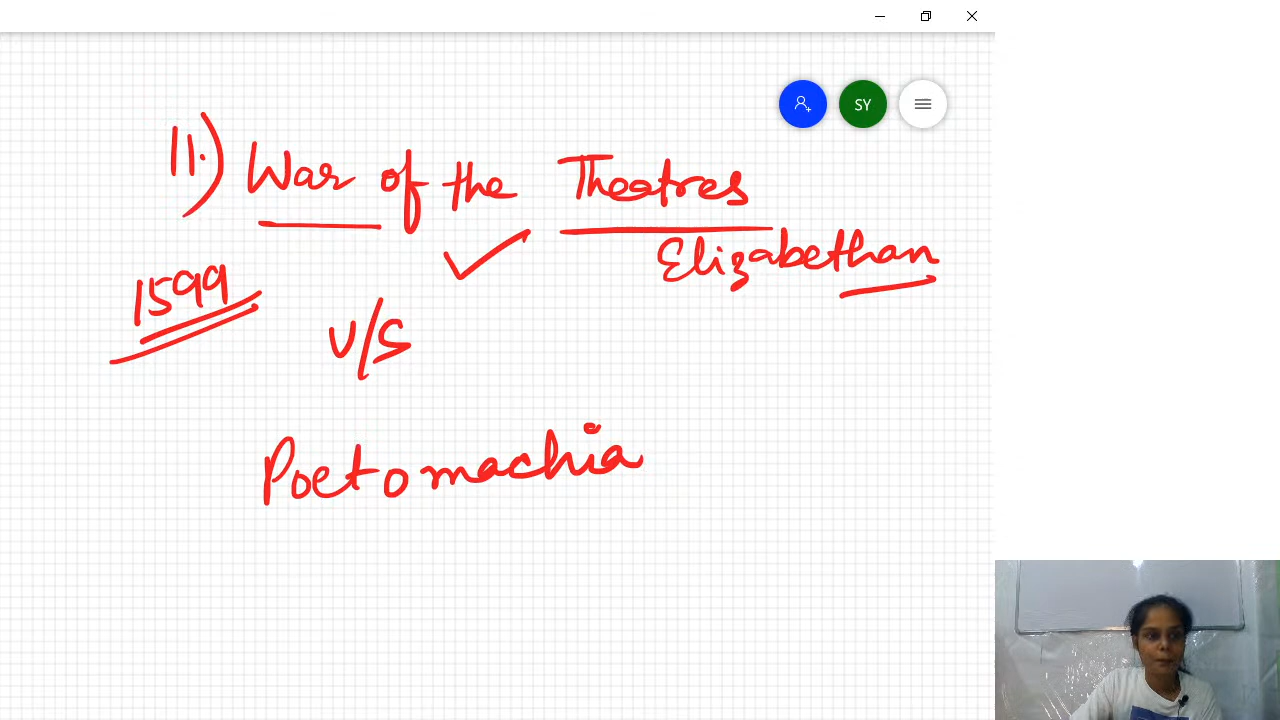 SY
11.) War of the Theatres
Elizabethan
1599
V/S
Poetomachia